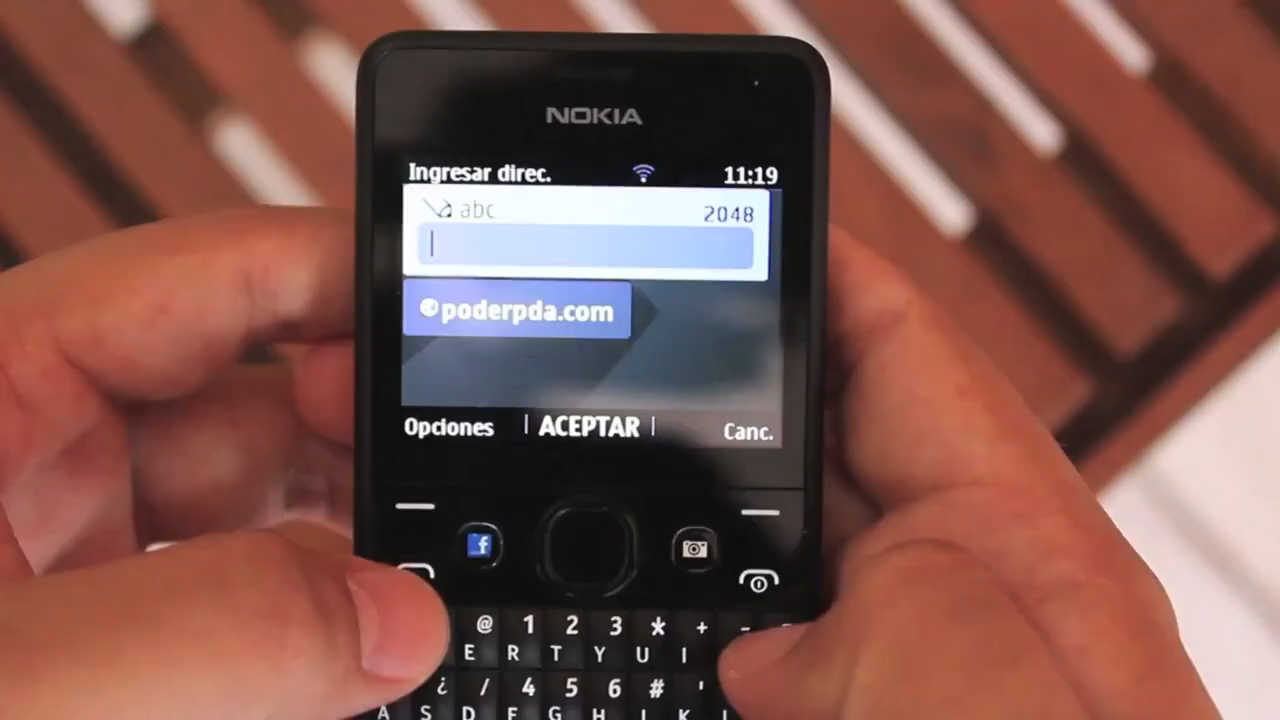 NOKIA
Ingresar direc. 11:19
abc 2048
poderpda.com
Opciones ACEPTAR Canc.
f
@ 1 2 3 * + -
E R T Y U I
¿ / 4 5 6 # '
A S D F G H J K L